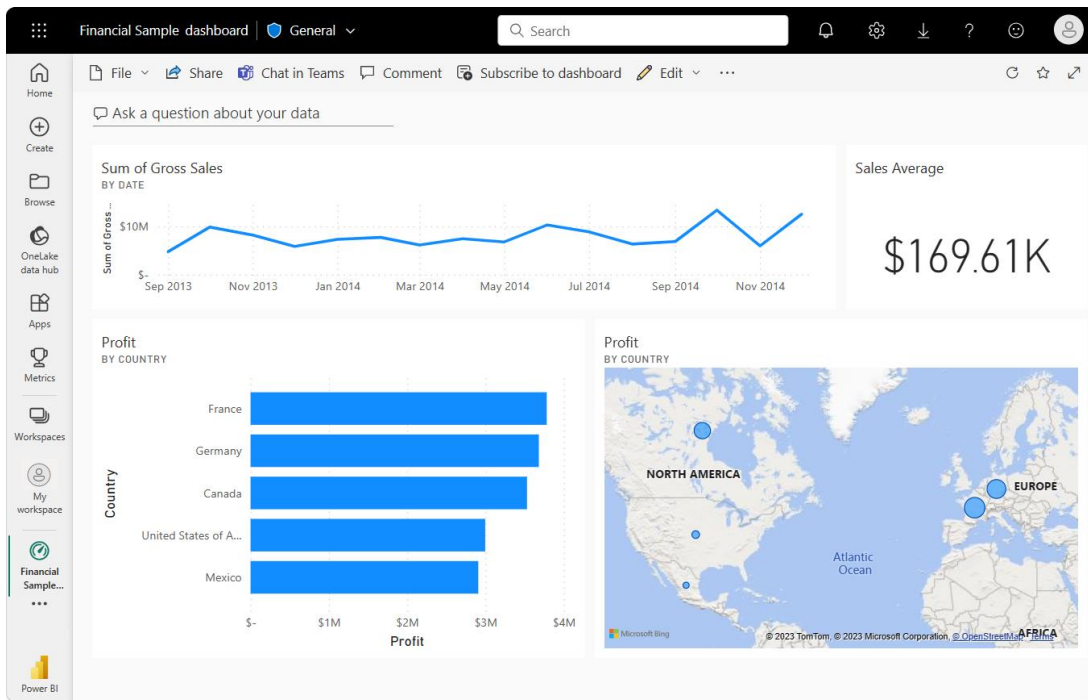 Financial Sample dashboard General
Search
File Share Chat in Teams Comment Subscribe to dashboard Edit ...
Home
Create
Browse
OneLake
data hub
Apps
Metrics
Workspaces
My
workspace
Financial
Sample...
Power BI
Ask a question about your data
Sum of Gross Sales
BY DATE
Sum of Gross ...
$10M
$-
Sep 2013 Nov 2013 Jan 2014 Mar 2014 May 2014 Jul 2014 Sep 2014 Nov 2014
Sales Average
$169.61K
Profit
BY COUNTRY
Country
France
Germany
Canada
United States of A...
Mexico
$- $1M $2M $3M $4M
Profit
Profit
BY COUNTRY
NORTH AMERICA
EUROPE
Atlantic
Ocean
AFRICA
Microsoft Bing
© 2023 TomTom, © 2023 Microsoft Corporation, © OpenStreetMap Terms